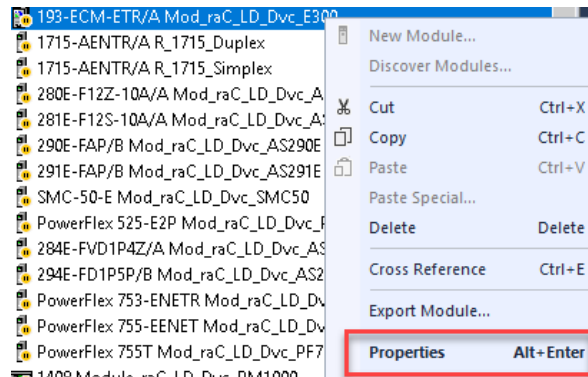 193-ECM-ETR/A Mod_raC_LD_Dvc_E300
1715-AENTR/A R_1715_Duplex
1715-AENTR/A R_1715_Simplex
280E-F12Z-10A/A Mod_raC_LD_Dvc_A
281E-F12S-10A/A Mod_raC_LD_Dvc_AS
290E-FAP/B Mod_raC_LD_Dvc_AS290E
291E-FAP/B Mod_raC_LD_Dvc_AS291E
SMC-50-E Mod_raC_LD_Dvc_SMC50
PowerFlex 525-E2P Mod_raC_LD_Dvc_F
284E-FVD1P4Z/A Mod_raC_LD_Dvc_AS
294E-FD1P5P/B Mod_raC_LD_Dvc_AS2
PowerFlex 753-ENETR Mod_raC_LD_Dv
PowerFlex 755-EENET Mod_raC_LD_Dv
PowerFlex 755T Mod_raC_LD_Dvc_PF7
New Module...
Discover Modules...
Cut Ctrl+X
Copy Ctrl+C
Paste Ctrl+V
Paste Special...
Delete Delete
Cross Reference Ctrl+E
Export Module...
Properties Alt+Enter